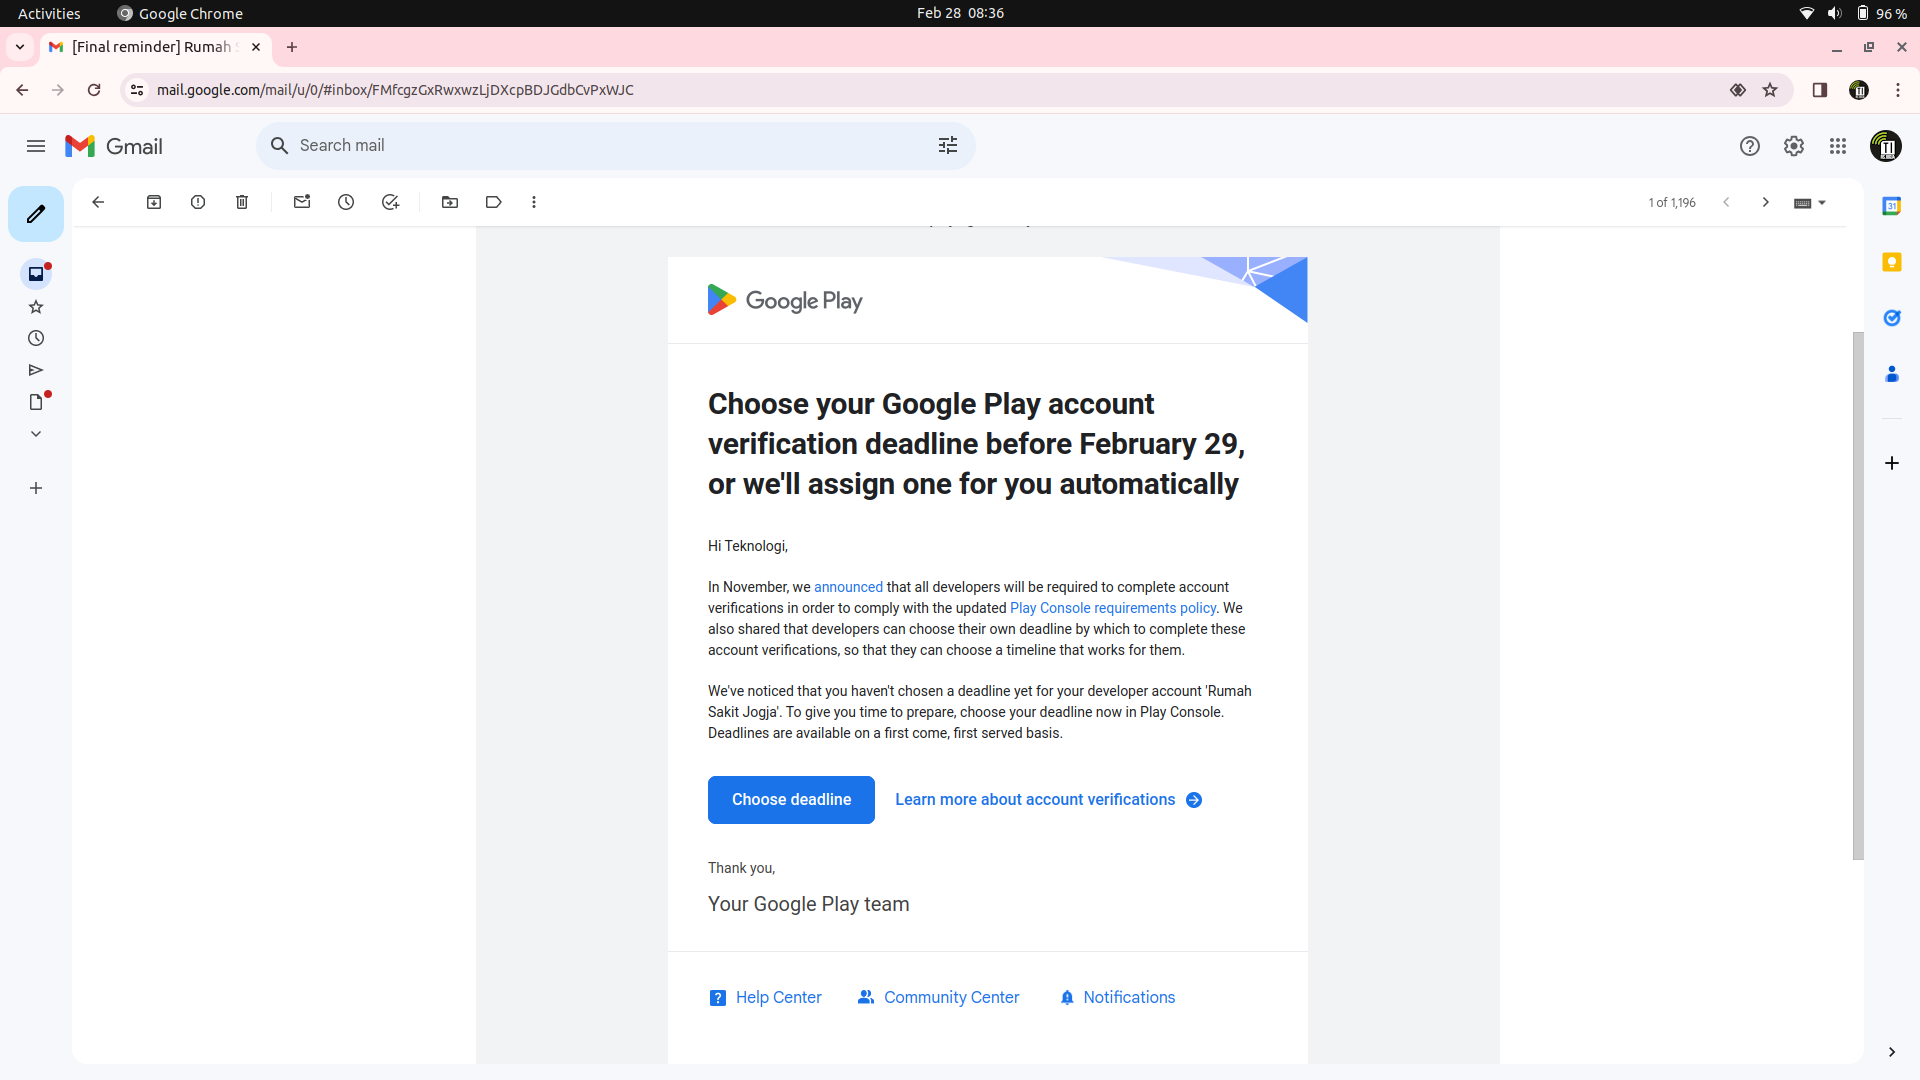 Activities
Google Chrome
Feb 28 08:36
96 %
[Final reminder] Rumah
mail.google.com/mail/u/0/#inbox/FMfcgzGxRwxwzLjDXcpBDJGdbCvPxWJC
Gmail
Search mail
1 of 1,196
Google Play
Choose your Google Play account
verification deadline before February 29,
or we'll assign one for you automatically
Hi Teknologi,
In November, we announced that all developers will be required to complete account
verifications in order to comply with the updated Play Console requirements policy. We
also shared that developers can choose their own deadline by which to complete these
account verifications, so that they can choose a timeline that works for them.
We've noticed that you haven't chosen a deadline yet for your developer account 'Rumah
Sakit Jogja'. To give you time to prepare, choose your deadline now in Play Console.
Deadlines are available on a first come, first served basis.
Choose deadline
Learn more about account verifications
Thank you,
Your Google Play team
Help Center
Community Center
Notifications
31
TI